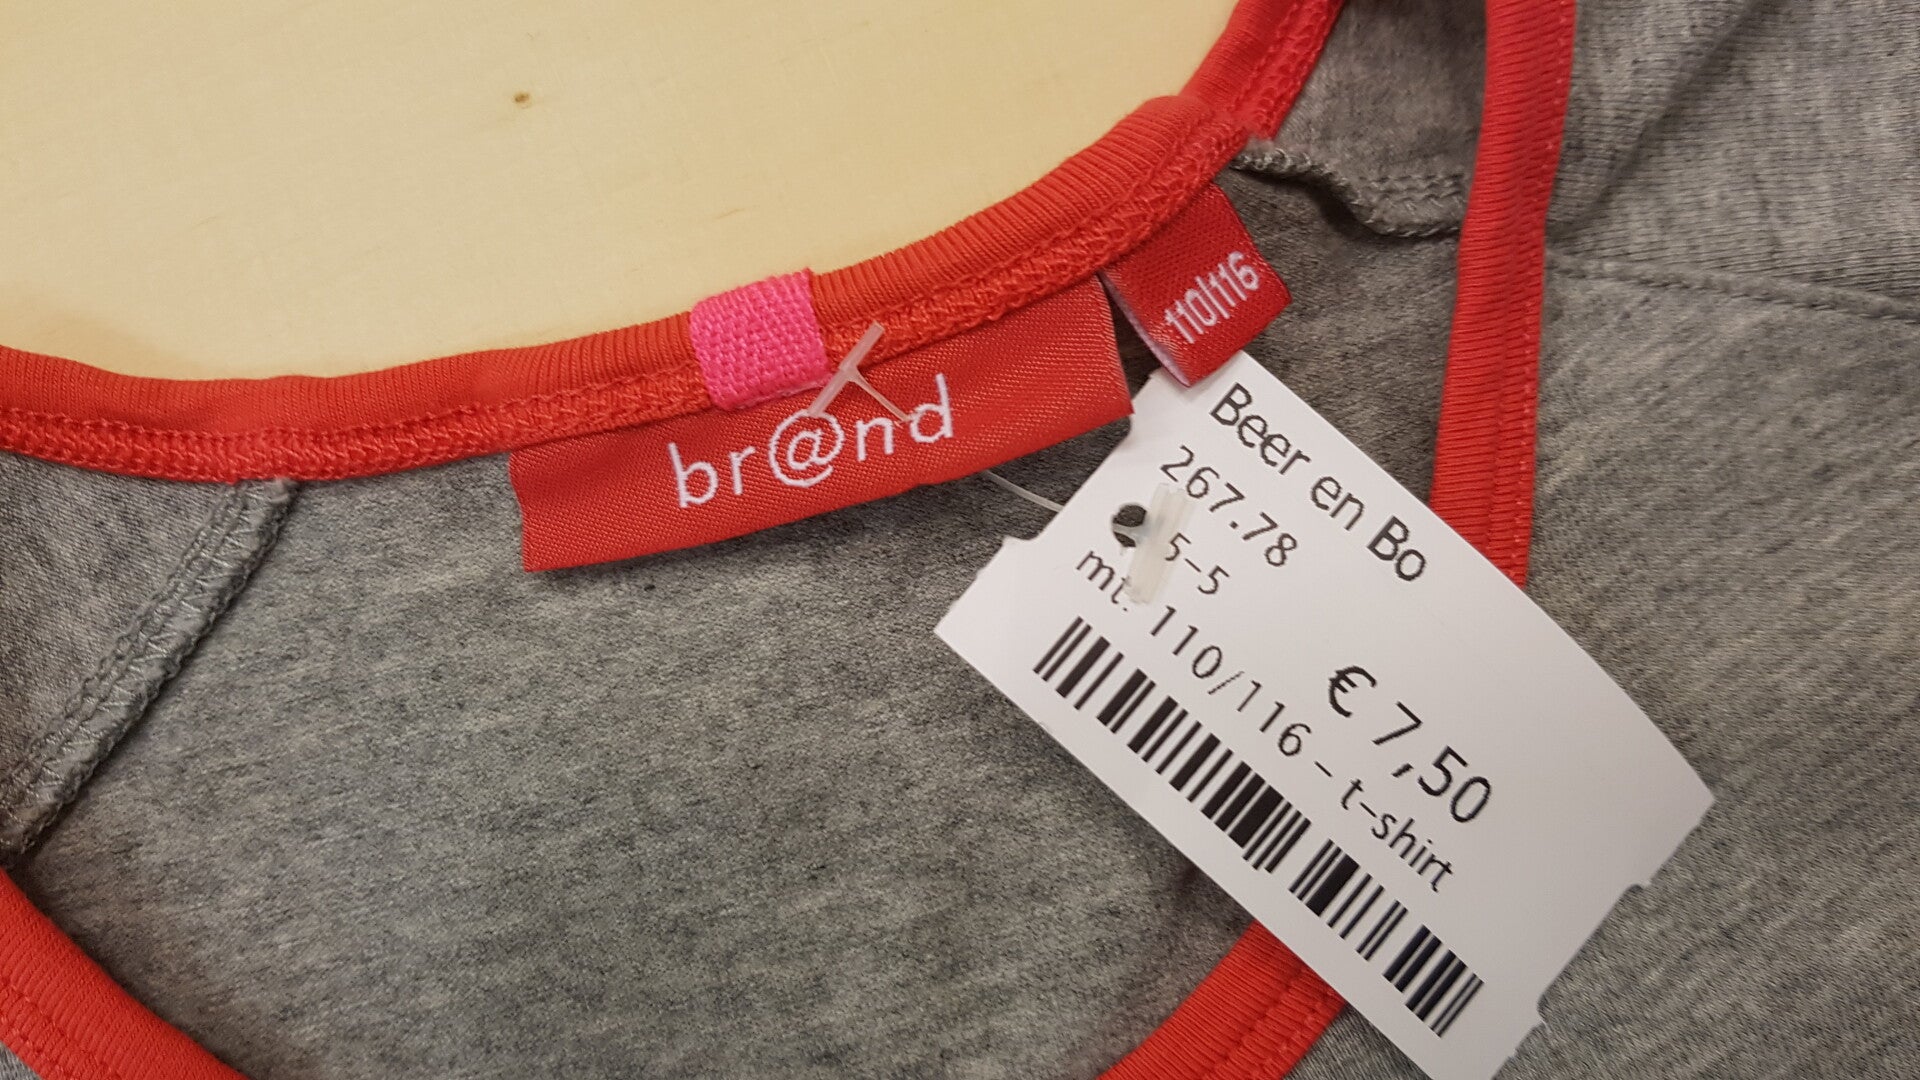 br@nd
110/116
Beer en Bo
267.78
5-5
€ 7,50
mt. 110/116 - t-shirt